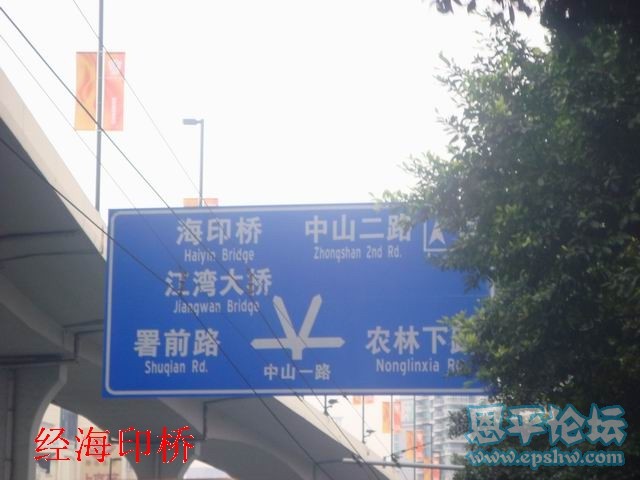 海印桥 中山二路
Haiyin Bridge Zhongshan 2nd Rd.
江湾大桥
Jiangwan Bridge
署前路 农林下路
Shuqian Rd. Nonglinxia
中山一路
经海印桥
恩平论坛
www.epshw.com